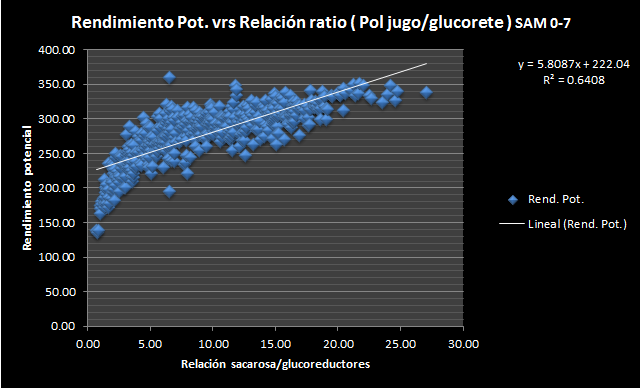 Rendimiento Pot. vrs Relación ratio ( Pol jugo/glucorete ) SAM 0-7
y = 5.8087x + 222.04
R² = 0.6408
Rendimiento potencial
400.00
350.00
300.00
250.00
200.00
150.00
100.00
50.00
0.00
0.00 5.00 10.00 15.00 20.00 25.00 30.00
Relación sacarosa/glucoreductores
Rend. Pot.
Lineal (Rend. Pot.)